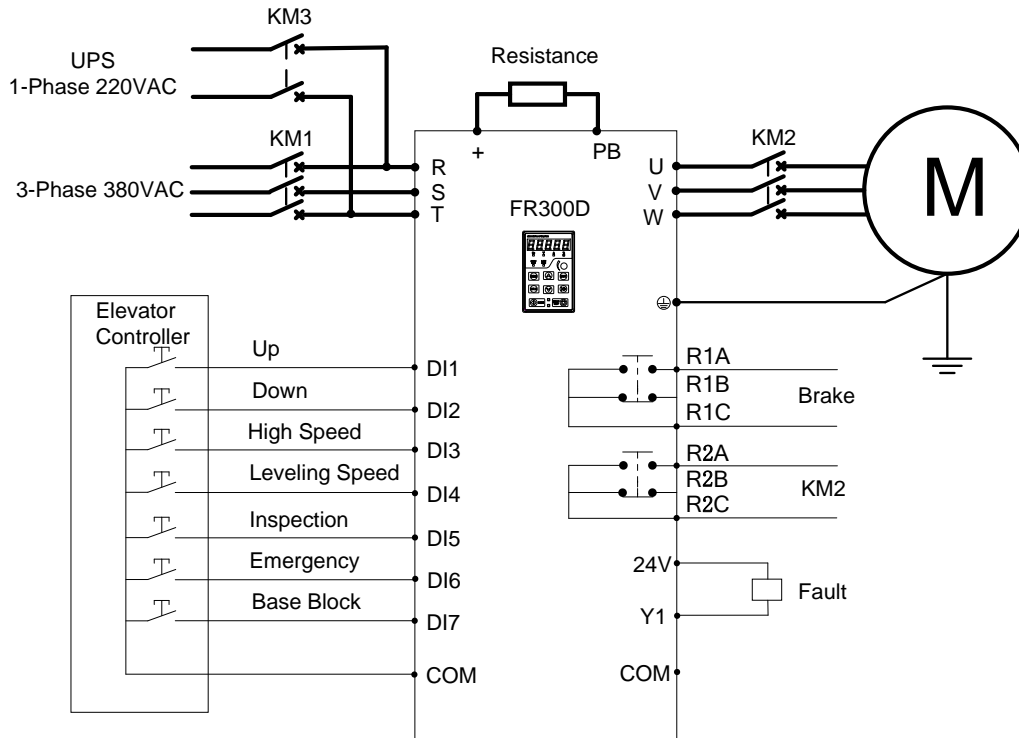 KM3
UPS
1-Phase 220VAC
Resistance
KM1
+
PB
KM2
3-Phase 380VAC
R
S
T
U
V
W
M
FR300D
Elevator
Controller
Up
DI1
Down
DI2
High Speed
DI3
Leveling Speed
DI4
Inspection
DI5
Emergency
DI6
Base Block
DI7
COM
R1A
R1B
R1C
Brake
R2A
R2B
R2C
KM2
24V
Y1
Fault
COM